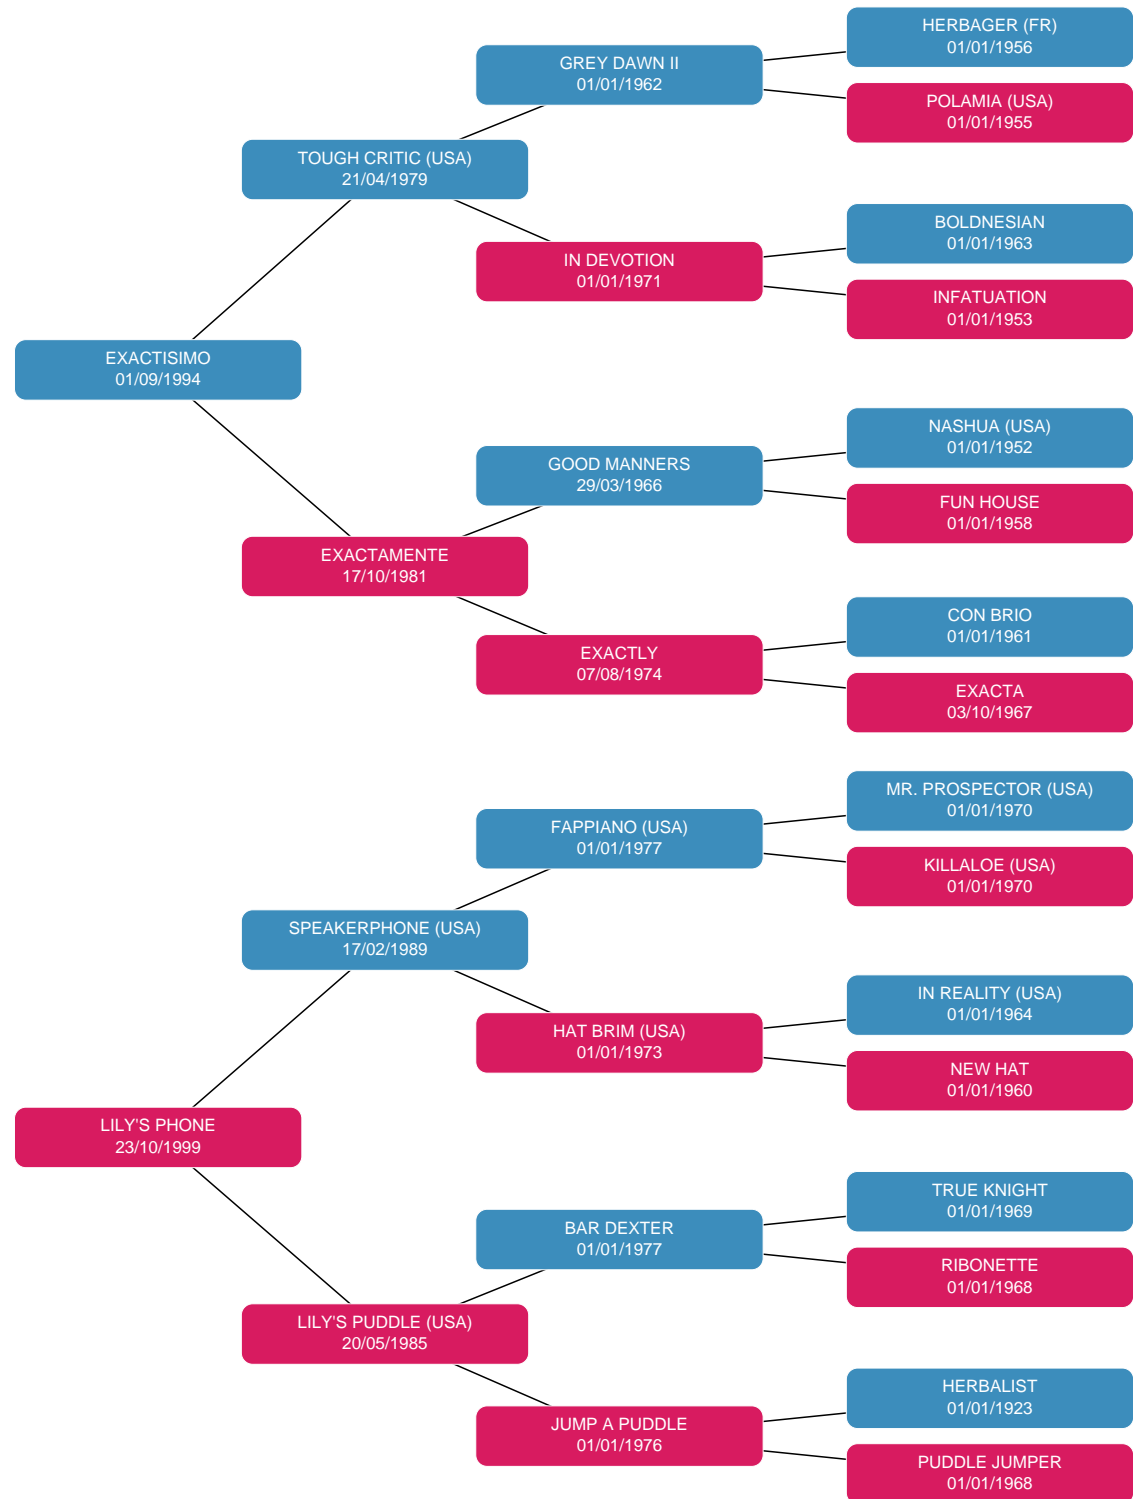 HERBAGER (FR)
01/01/1956
GREY DAWN II
01/01/1962
POLAMIA (USA)
01/01/1955
TOUGH CRITIC (USA)
21/04/1979
BOLDNESIAN
01/01/1963
IN DEVOTION
01/01/1971
INFATUATION
01/01/1953
EXACTISIMO
01/09/1994
NASHUA (USA)
01/01/1952
GOOD MANNERS
29/03/1966
FUN HOUSE
01/01/1958
EXACTAMENTE
17/10/1981
CON BRIO
01/01/1961
EXACTLY
07/08/1974
EXACTA
03/10/1967
MR. PROSPECTOR (USA)
01/01/1970
FAPPIANO (USA)
01/01/1977
KILLALOE (USA)
01/01/1970
SPEAKERPHONE (USA)
17/02/1989
IN REALITY (USA)
01/01/1964
HAT BRIM (USA)
01/01/1973
NEW HAT
01/01/1960
LILY'S PHONE
23/10/1999
TRUE KNIGHT
01/01/1969
BAR DEXTER
01/01/1977
RIBONETTE
01/01/1968
LILY'S PUDDLE (USA)
20/05/1985
HERBALIST
01/01/1923
JUMP A PUDDLE
01/01/1976
PUDDLE JUMPER
01/01/1968